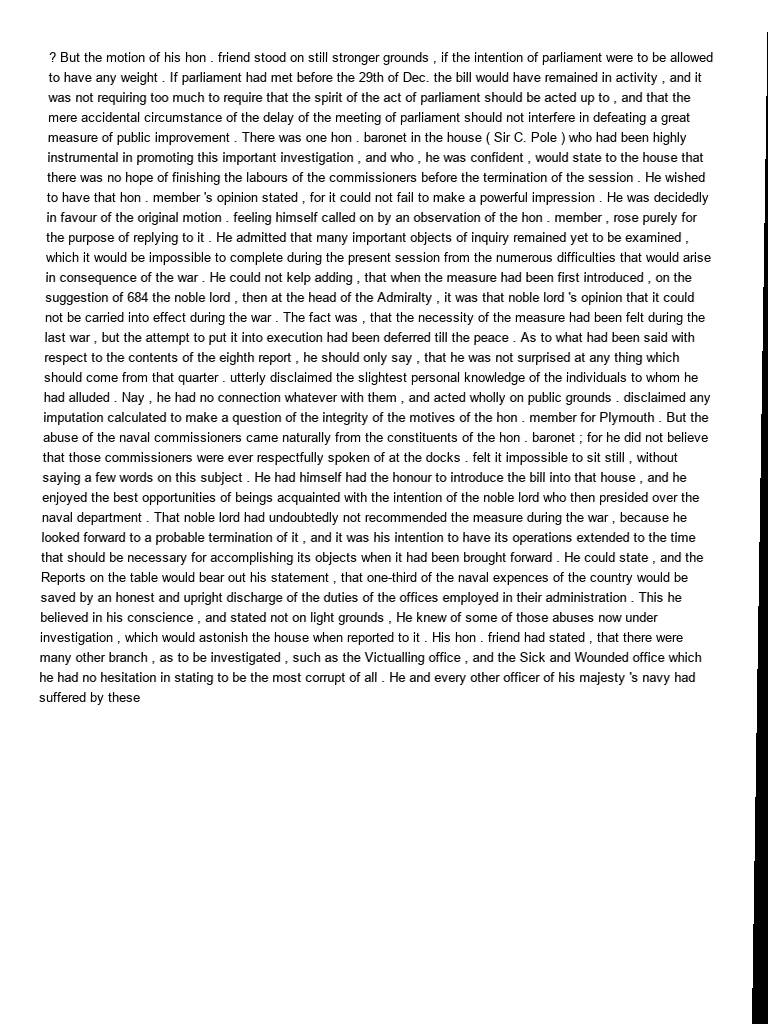 ? But the motion of his hon . friend stood on still stronger grounds , if the intention of parliament were to be allowed
to have any weight . If parliament had met before the 29th of Dec. the bill would have remained in activity , and it
was not requiring too much to require that the spirit of the act of parliament should be acted up to , and that the
mere accidental circumstance of the delay of the meeting of parliament should not interfere in defeating a great
measure of public improvement . There was one hon . baronet in the house ( Sir C. Pole ) who had been highly
instrumental in promoting this important investigation , and who , he was confident , would state to the house that
there was no hope of finishing the labours of the commissioners before the termination of the session . He wished
to have that hon . member 's opinion stated , for it could not fail to make a powerful impression . He was decidedly
in favour of the original motion . feeling himself called on by an observation of the hon . member , rose purely for
the purpose of replying to it . He admitted that many important objects of inquiry remained yet to be examined ,
which it would be impossible to complete during the present session from the numerous difficulties that would arise
in consequence of the war . He could not kelp adding , that when the measure had been first introduced , on the
suggestion of 684 the noble lord , then at the head of the Admiralty , it was that noble lord 's opinion that it could
not be carried into effect during the war . The fact was , that the necessity of the measure had been felt during the
last war , but the attempt to put it into execution had been deferred till the peace . As to what had been said with
respect to the contents of the eighth report , he should only say , that he was not surprised at any thing which
should come from that quarter . utterly disclaimed the slightest personal knowledge of the individuals to whom he
had alluded . Nay , he had no connection whatever with them , and acted wholly on public grounds . disclaimed any
imputation calculated to make a question of the integrity of the motives of the hon . member for Plymouth . But the
abuse of the naval commissioners came naturally from the constituents of the hon . baronet ; for he did not believe
that those commissioners were ever respectfully spoken of at the docks . felt it impossible to sit still , without
saying a few words on this subject . He had himself had the honour to introduce the bill into that house , and he
enjoyed the best opportunities of beings acquainted with the intention of the noble lord who then presided over the
naval department . That noble lord had undoubtedly not recommended the measure during the war , because he
looked forward to a probable termination of it , and it was his intention to have its operations extended to the time
that should be necessary for accomplishing its objects when it had been brought forward . He could state , and the
Reports on the table would bear out his statement , that one-third of the naval expences of the country would be
saved by an honest and upright discharge of the duties of the offices employed in their administration . This he
believed in his conscience , and stated not on light grounds , He knew of some of those abuses now under
investigation , which would astonish the house when reported to it . His hon . friend had stated , that there were
many other branch , as to be investigated , such as the Victualling office , and the Sick and Wounded office which
he had no hesitation in stating to be the most corrupt of all . He and every other officer of his majesty 's navy had
suffered by these